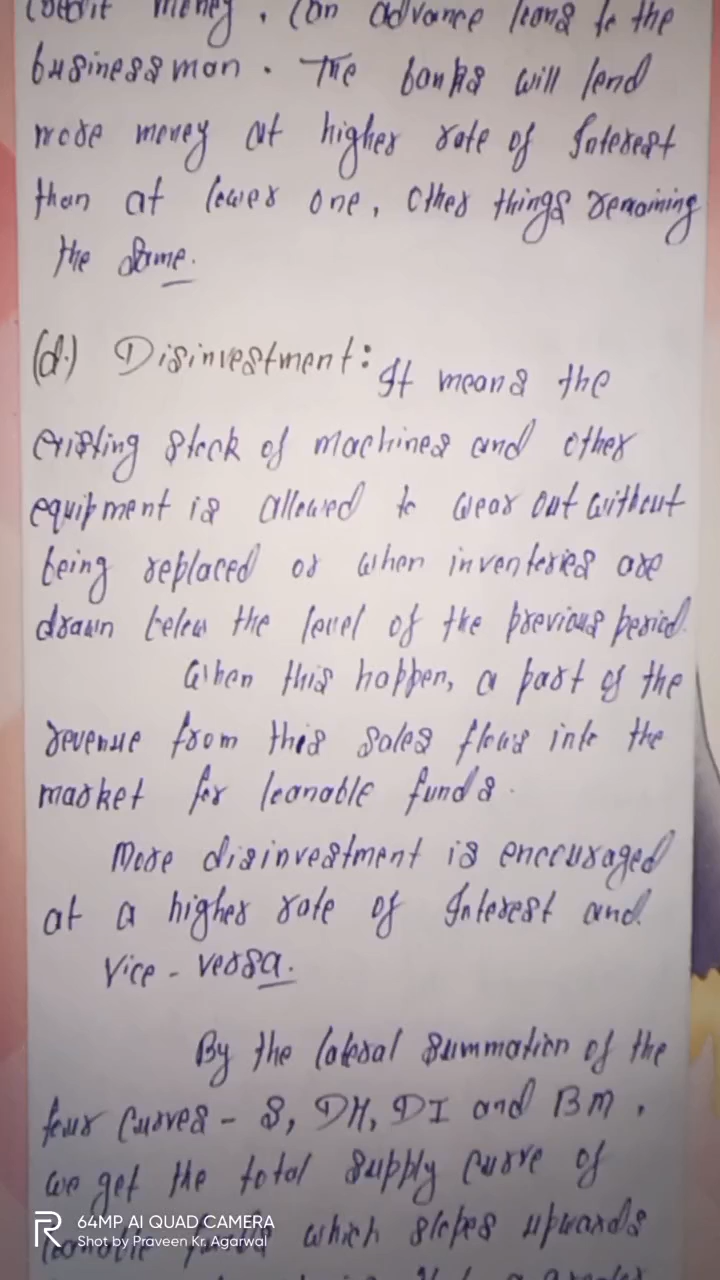 credit money. Can advance loans to the
businessman. The banks will lend
more money at higher rate of Interest
than at lower one, other things remaining
the same.
(d.) Disinvestment: It means the
existing stock of machines and other
equipment is allowed to wear out without
being replaced or when inventories are
drawn below the level of the previous period.
When this happen, a part of the
revenue from this sales flows into the
market for loanable funds.
More disinvestment is encouraged
at a higher rate of Interest and
Vice - versa.
By the lateral summation of the
four curves - S, DH, DI and BM,
we get the total supply curve of
loanable funds which slopes upwards
64MP AI QUAD CAMERA
Shot by Praveen Kr. Agarwal